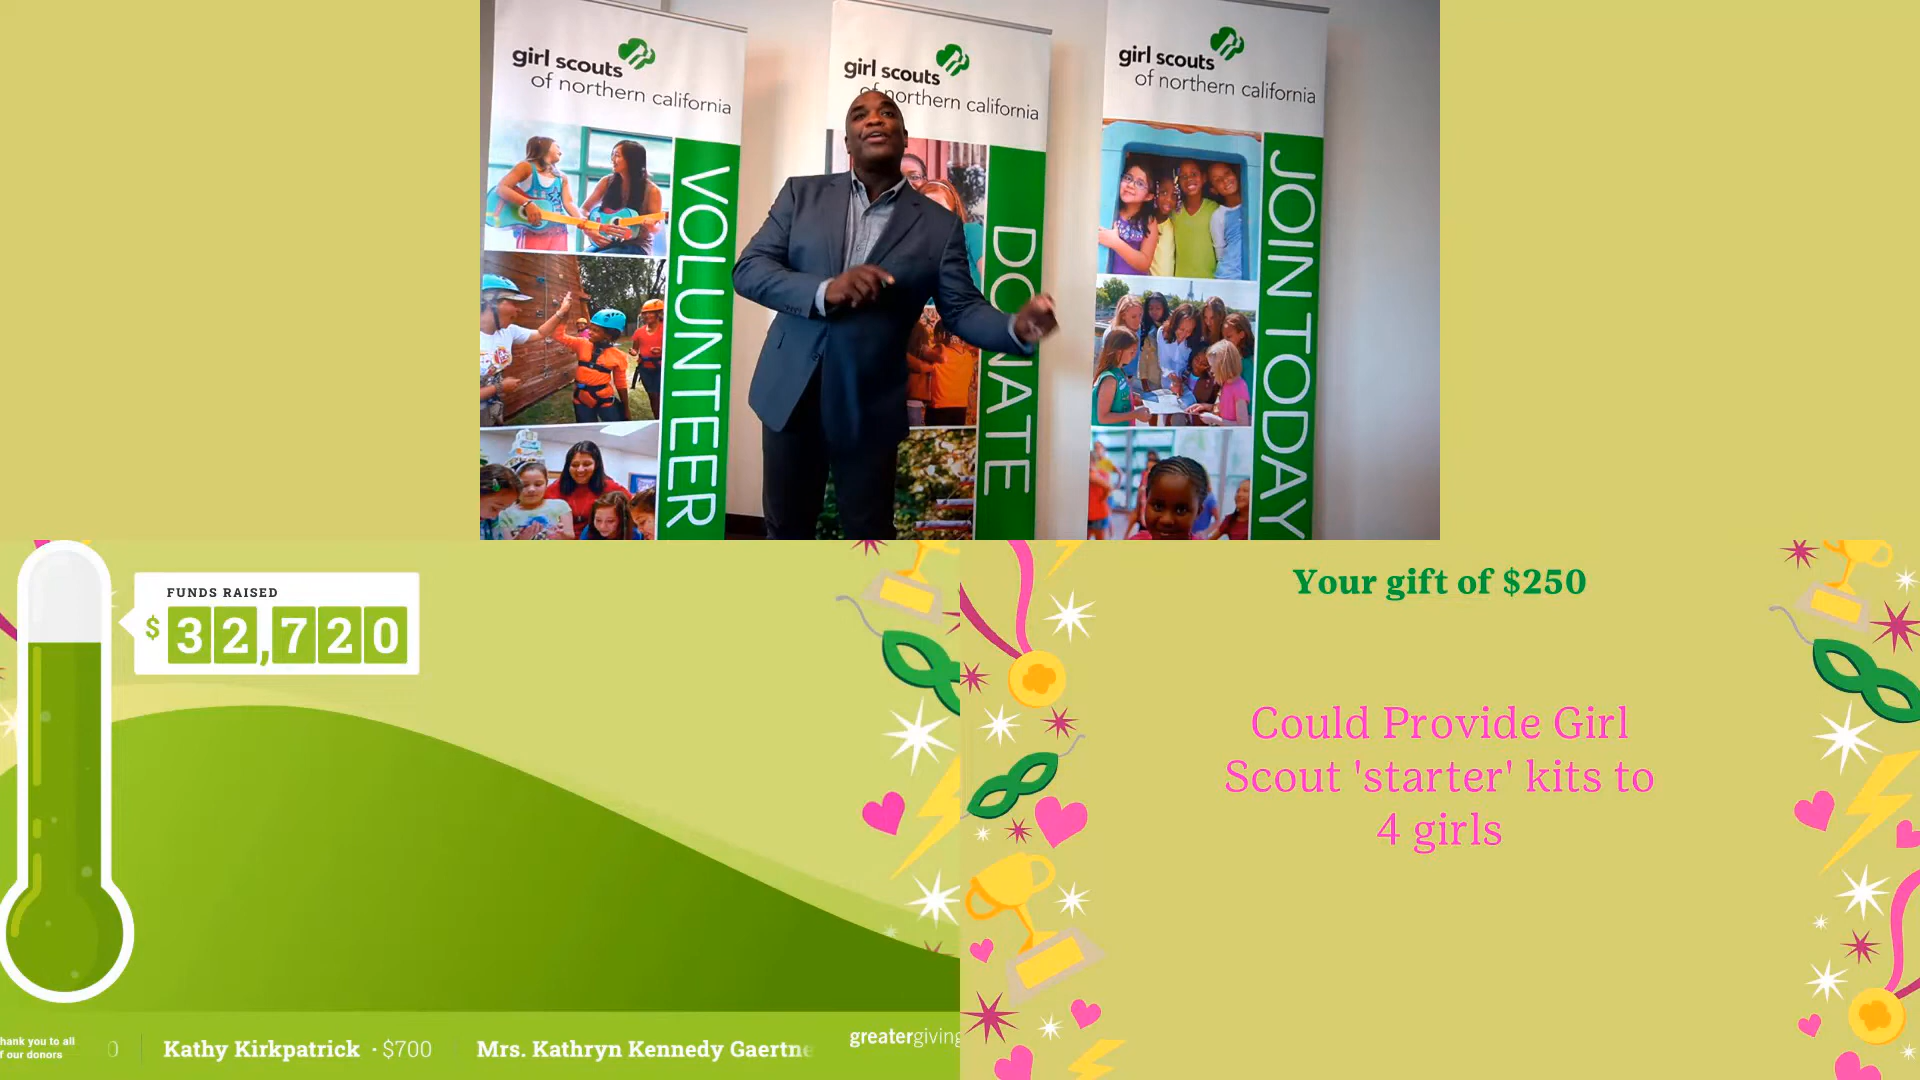 girl scouts
of northern california
VOLUNTEER
girl scouts
of northern california
DONATE
girl scouts
of northern california
JOIN TODAY
FUNDS RAISED
$32,720
hank you to all
f our donors
0
Kathy Kirkpatrick · $700
Mrs. Kathryn Kennedy Gaertne
greatergiving
Your gift of $250
Could Provide Girl
Scout 'starter' kits to
4 girls